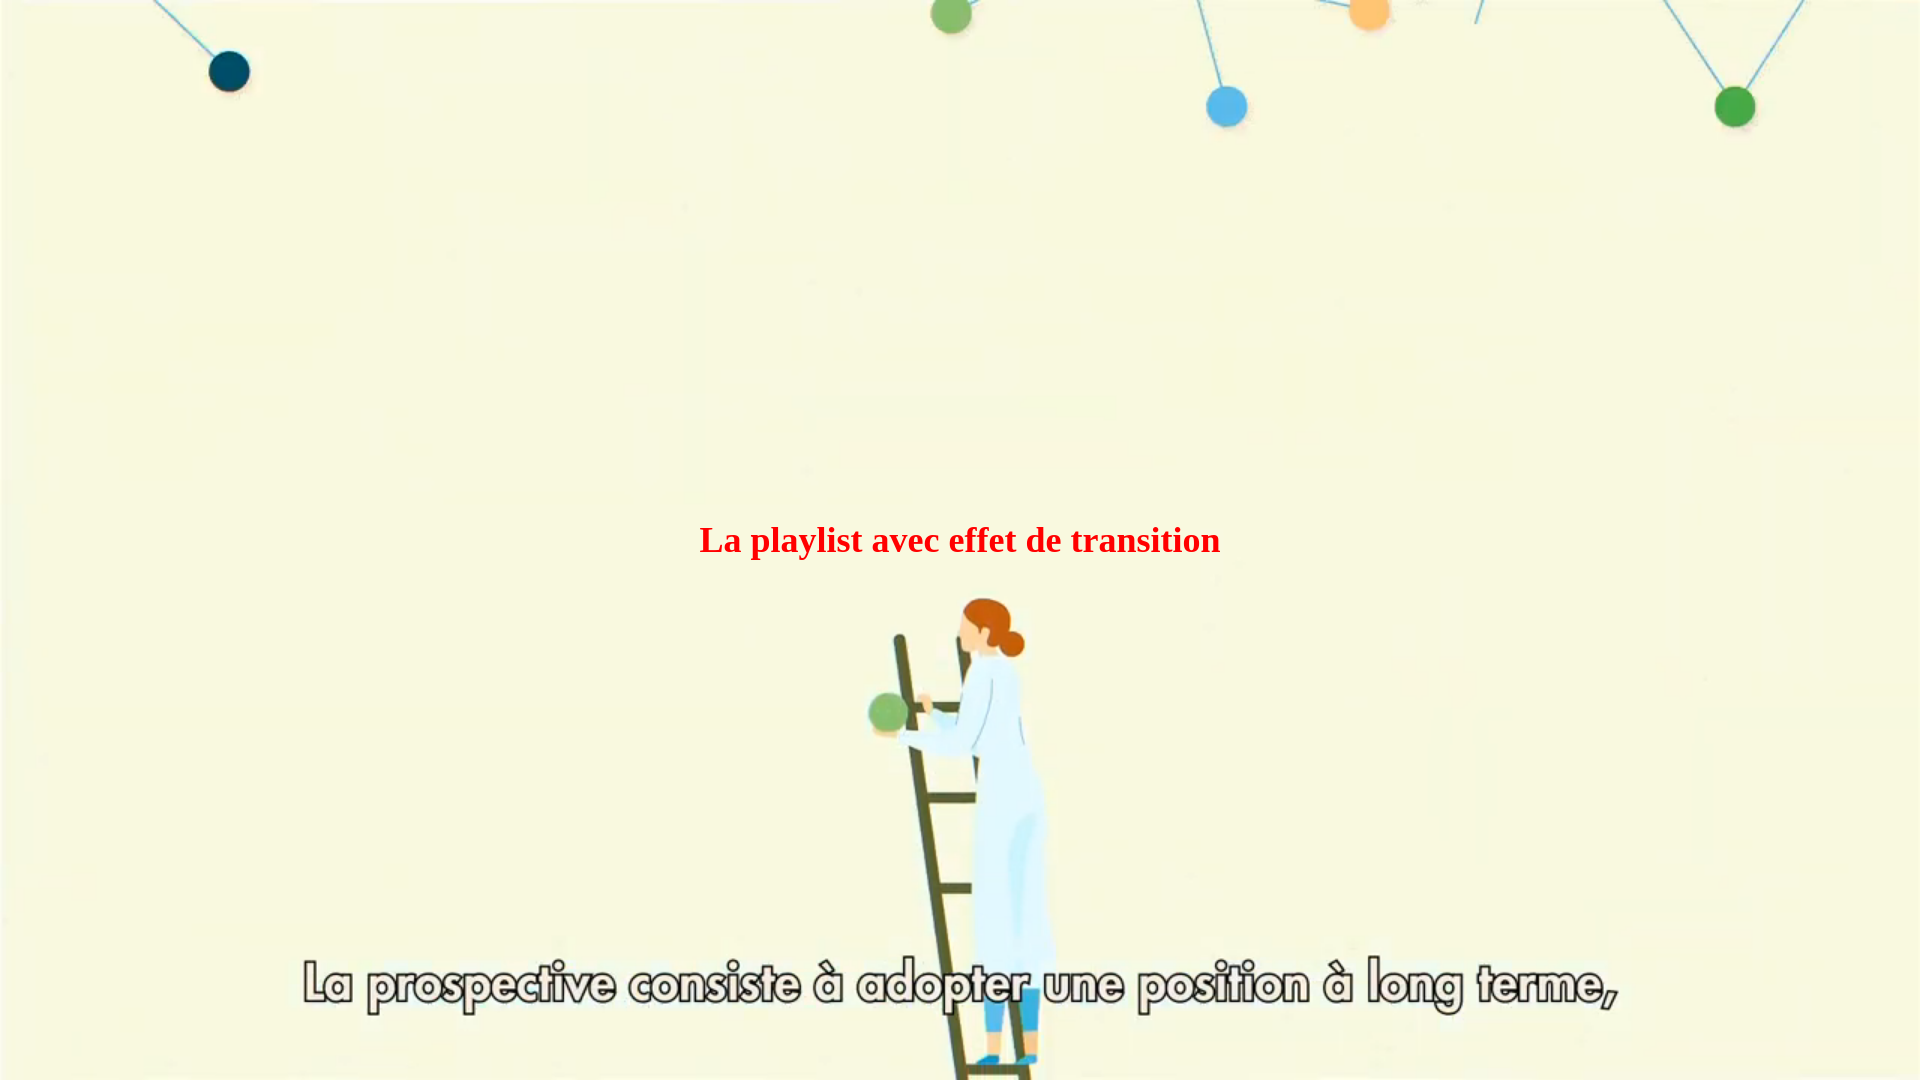 La playlist avec effet de transition
La prospective consiste à adopter une position à long terme,